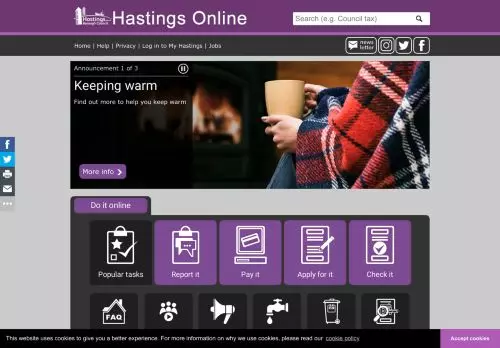 Hastings
Borough Council
Hastings Online
Search (e.g. Council tax)
Home | Help | Privacy | Log in to My Hastings | Jobs
news
letter
Announcement 1 of 3
Keeping warm
Find out more to help you keep warm
More info
Do it online
Popular tasks
Report it
Pay it
Apply for it
Check it
FAQ
This website uses cookies to give you a better experience. For more information on why we use cookies, please read our cookie policy
Accept cookies